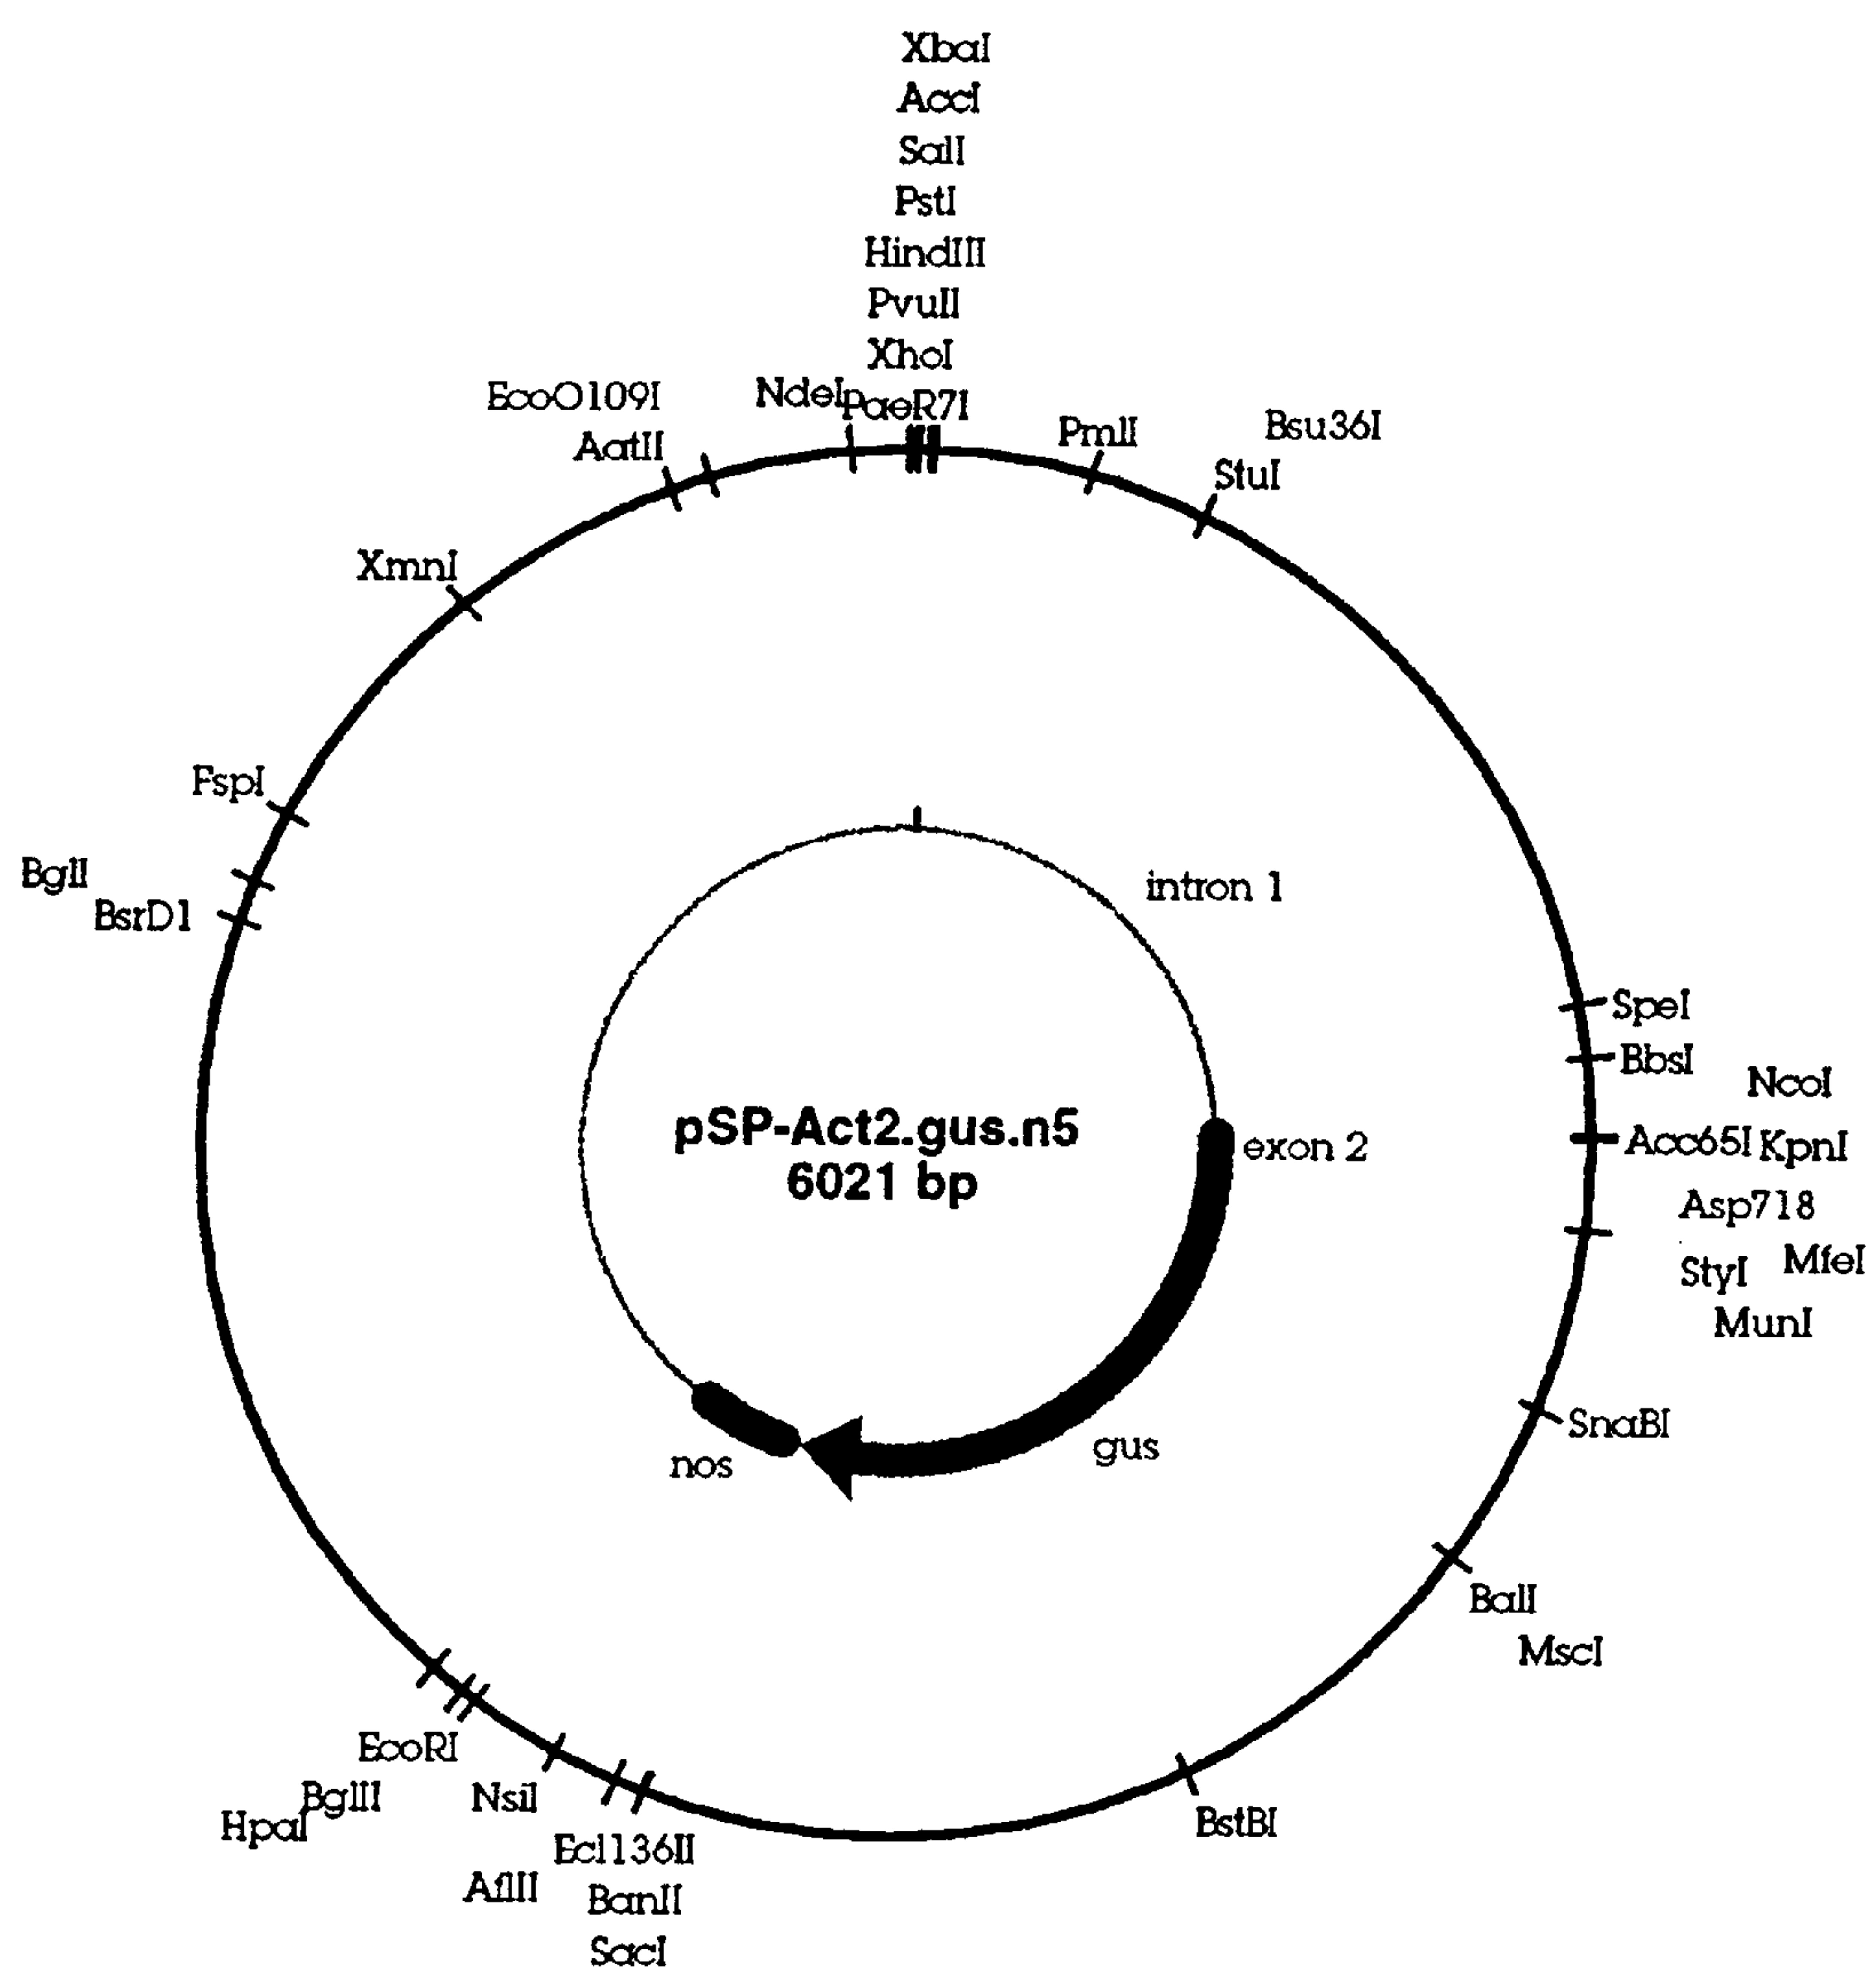 XbaI
AccI
SalI
PstI
HindIII
PvuII
XhoI
PaeR7I
NdeI
EcoO109I
AatII
PmlI
Bsu36I
StuI
XmnI
FspI
BglI
BsrD1
intron 1
SpeI
BbsI
NcoI
Acc65I KpnI
Asp718
StyI MfeI
MunI
pSP-Act2.gus.n5
6021 bp
exon 2
SnaBI
gus
nos
BalI
MscI
BstBI
EcoRI
BglII
HpaI
NsiI
Ecl136II
AflII
BanII
SacI